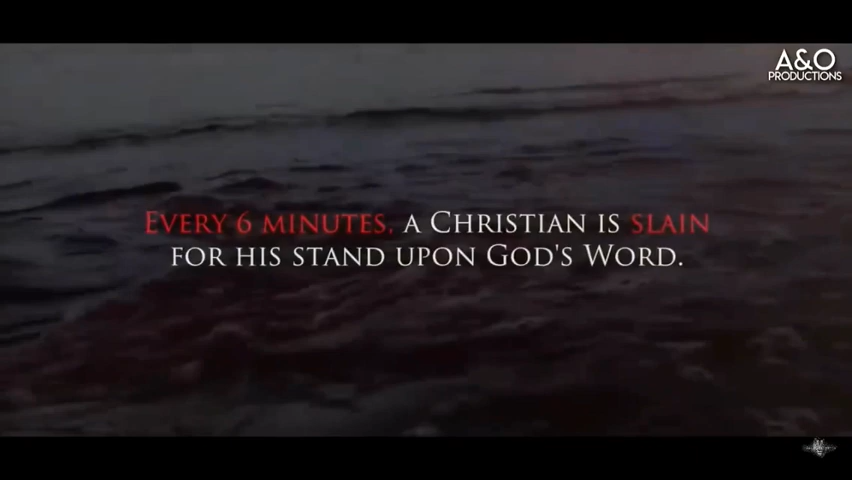 A&O
PRODUCTIONS
EVERY 6 MINUTES, A CHRISTIAN IS SLAIN
FOR HIS STAND UPON GOD'S WORD.